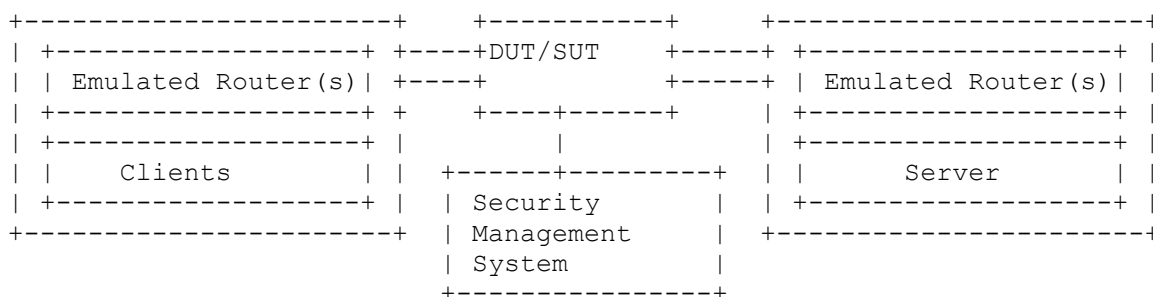 DUT/SUT
Emulated Router(s) Emulated Router(s)
Clients Server
Security
Management
System